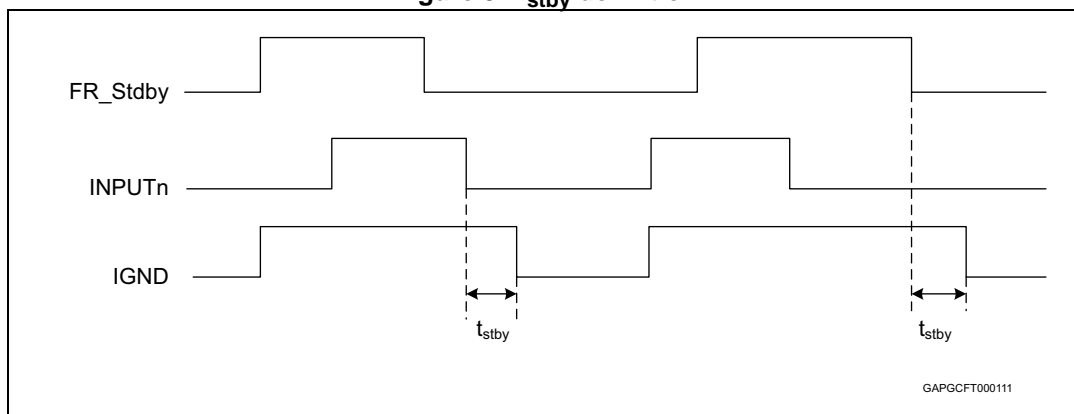 FR_Stdby
INPUTn
IGND
tstby
tstby
GAPGCFT000111